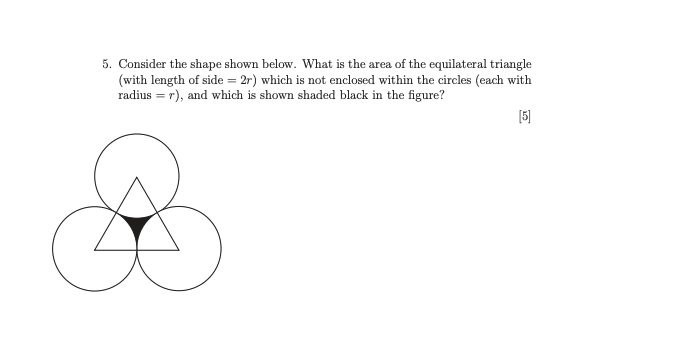 5. Consider the shape shown below. What is the area of the equilateral triangle
(with length of side = 2r) which is not enclosed within the circles (each with
radius = r), and which is shown shaded black in the figure?
[5]